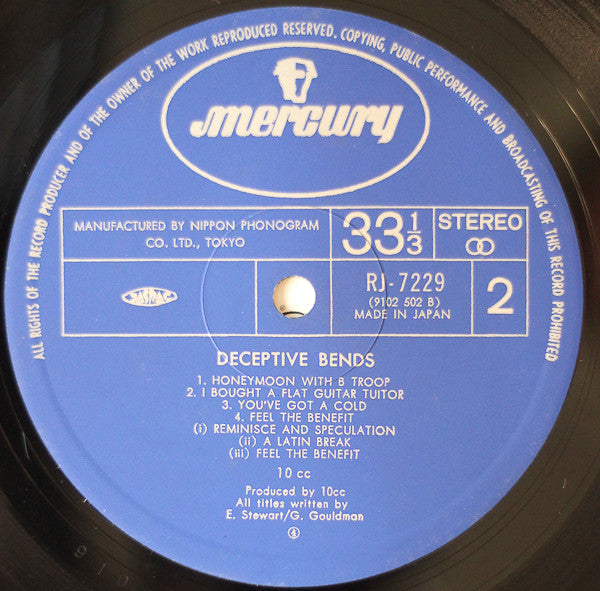 ALL RIGHTS OF THE RECORD PRODUCER AND OF THE OWNER OF THE WORK REPRODUCED RESERVED. COPYING, PUBLIC PERFORMANCE AND BROADCASTING OF THIS RECORD PROHIBITED
mercury
MANUFACTURED BY NIPPON PHONOGRAM
CO. LTD., TOKYO
33 1/3
STEREO
JASRAC
RJ-7229
(9102 502 B)
MADE IN JAPAN
2
DECEPTIVE BENDS
1. HONEYMOON WITH B TROOP
2. I BOUGHT A FLAT GUITAR TUITOR
3. YOU'VE GOT A COLD
4. FEEL THE BENEFIT
(i) REMINISCE AND SPECULATION
(ii) A LATIN BREAK
(iii) FEEL THE BENEFIT
10 cc
Produced by 10cc
All titles written by
E. Stewart/G. Gouldman
4